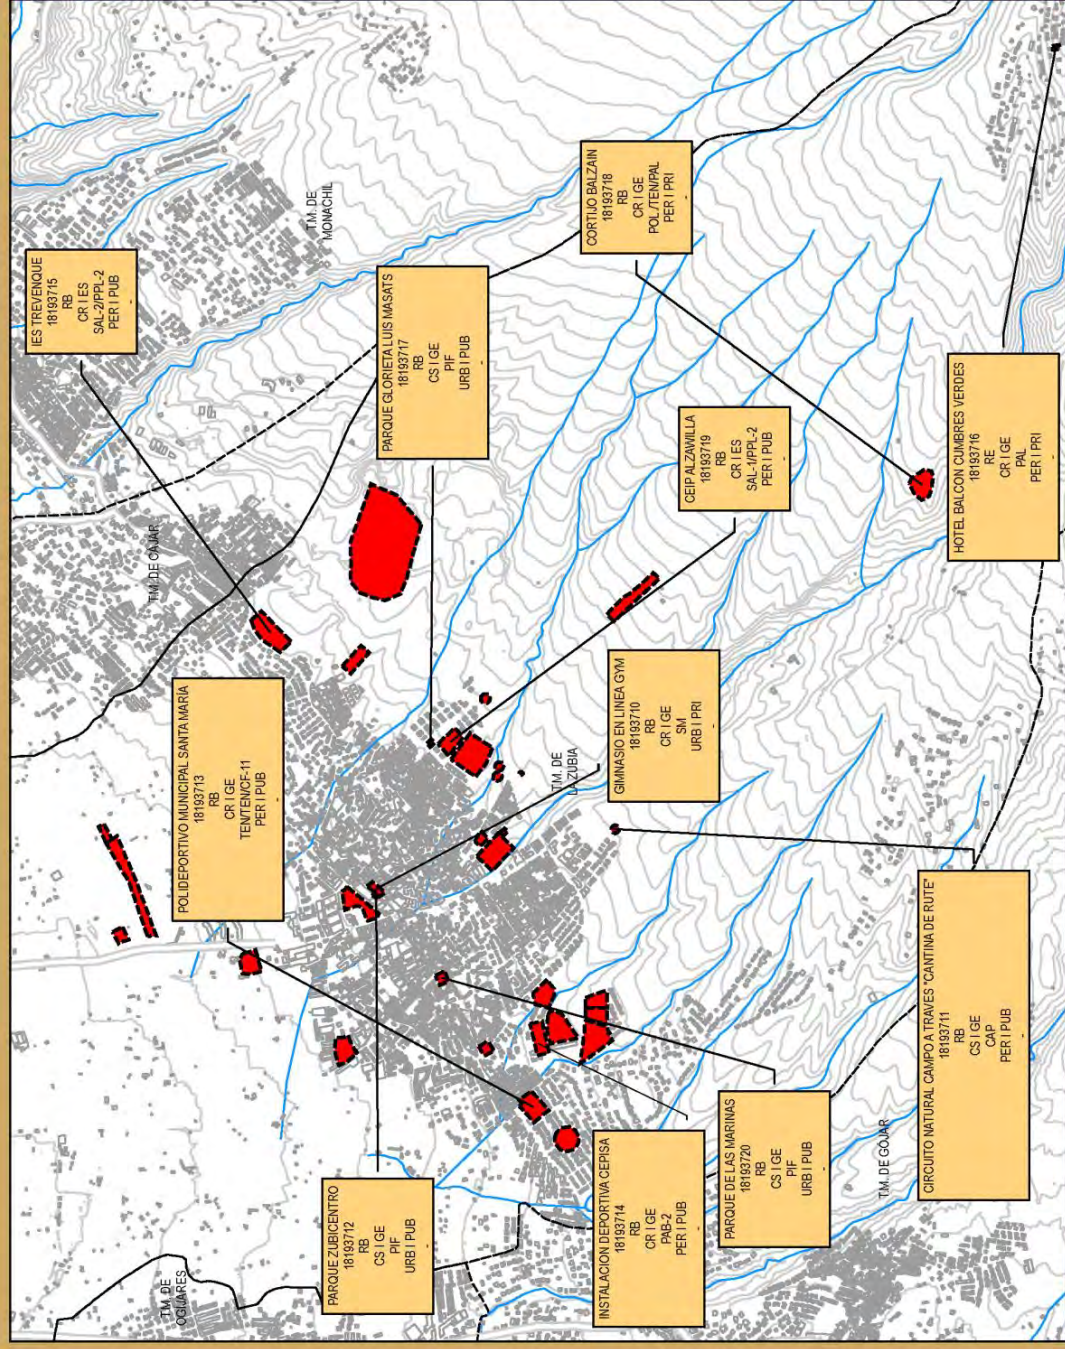 IES TREVENQUE
18193715
RB
CR I ES
SAL-2/PPL-2
PER I PUB
-
T.M. DE CAJAR
T.M. DE
OGIJARES
POLIDEPORTIVO MUNICIPAL SANTA MARÍA
18193713
RB
CR I GE
TEN/TEN/CF-11
PER I PUB
-
T.M. DE
MONACHIL
PARQUE ZUBICENTRO
18193712
RB
CS I GE
PIF
URB I PUB
-
PARQUE GLORIETA LUIS MASATS
18193717
RB
CS I GE
PIF
URB I PUB
-
T.M. DE
LA ZUBIA
CORTIJO BALZAIN
18193718
RB
CR I GE
POL./TEN/PAL
PER I PRI
-
INSTALACION DEPORTIVA CEPISA
18193714
RB
CR I GE
PAB-2
PER I PUB
-
GIMNASIO EN LINEA GYM
18193710
RB
CR I GE
SM
URB I PRI
-
CEIP ALZAWILLA
18193719
RB
CR I ES
SAL-1/PPL-2
PER I PUB
-
PARQUE DE LAS MARINAS
18193720
RB
CS I GE
PIF
URB I PUB
-
T.M. DE GÓJAR
CIRCUITO NATURAL CAMPO A TRAVES "CANTINA DE RUTE"
18193711
RB
CS I GE
CAP
PER I PUB
-
HOTEL BALCON CUMBRES VERDES
18193716
RE
CR I GE
PAL
PER I PRI
-